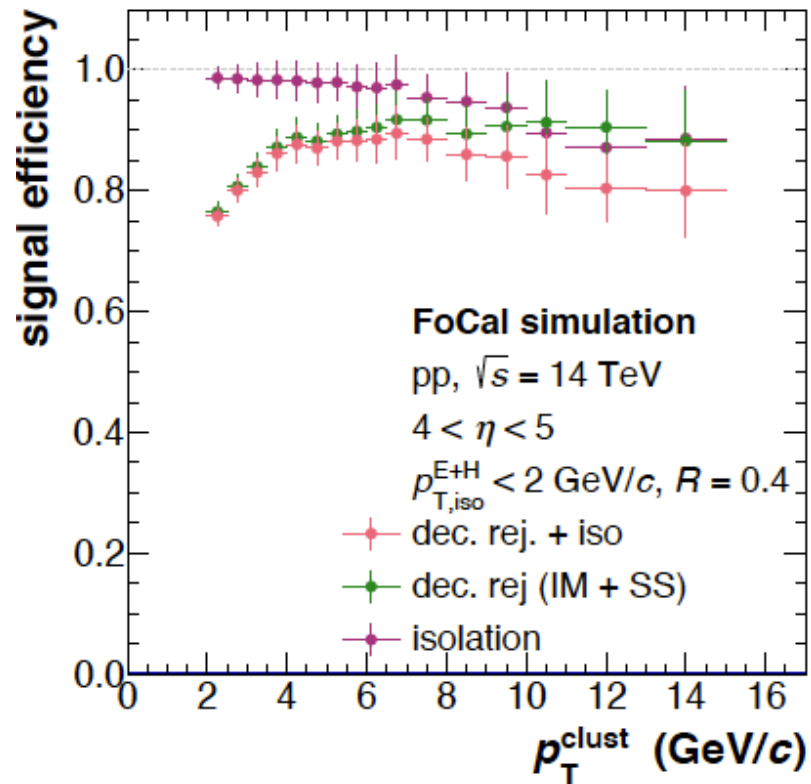 signal efficiency
1.0
0.8
0.6
0.4
0.2
0.0
FoCal simulation
pp, √s = 14 TeV
4 < η < 5
p_T,iso^E+H < 2 GeV/c, R = 0.4
dec. rej. + iso
dec. rej (IM + SS)
isolation
0 2 4 6 8 10 12 14 16
p_T^clust (GeV/c)